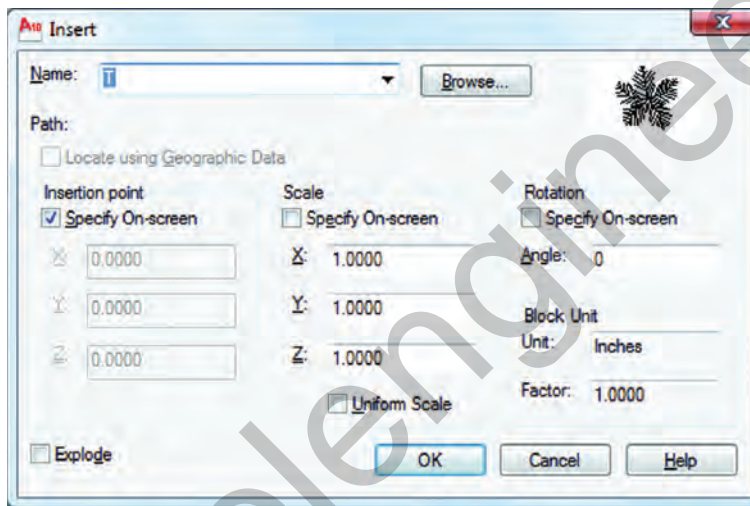 A10 Insert
Name: T Browse...
Path:
Locate using Geographic Data
Insertion point Scale Rotation
Specify On-screen Specify On-screen Specify On-screen
X: 0.0000 X: 1.0000 Angle: 0
Y: 0.0000 Y: 1.0000 Block Unit
Z: 0.0000 Z: 1.0000 Unit: Inches
Uniform Scale Factor: 1.0000
Explode OK Cancel Help